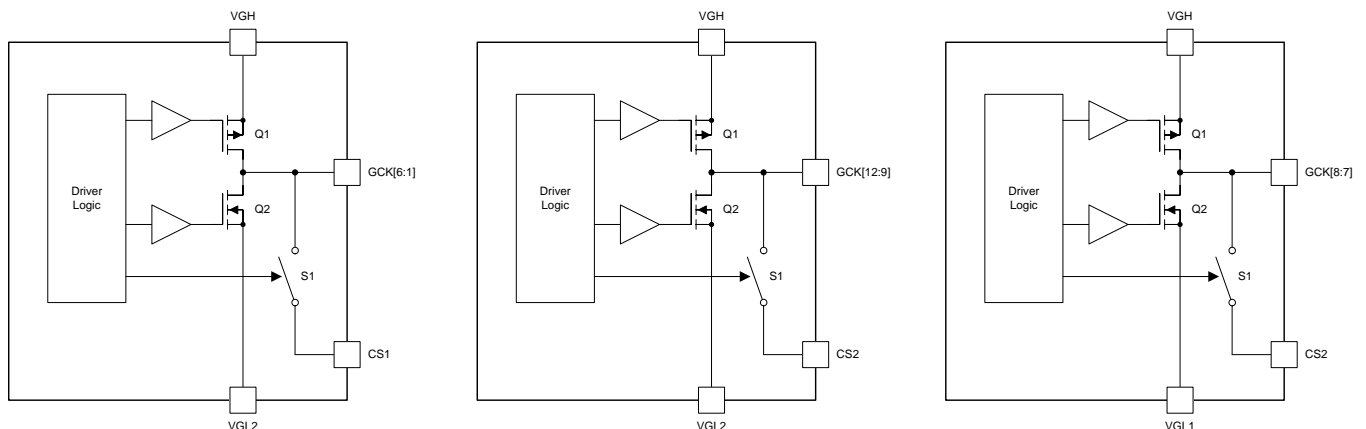 VGH
Driver
Logic
Q1
Q2
GCK[6:1]
S1
CS1
VGL2
VGH
Driver
Logic
Q1
Q2
GCK[12:9]
S1
CS2
VGL2
VGH
Driver
Logic
Q1
Q2
GCK[8:7]
S1
CS2
VGL1